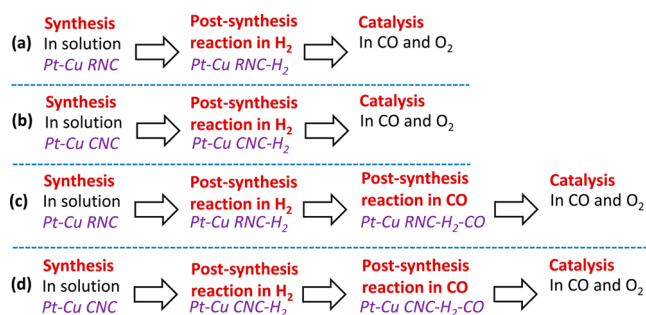 Synthesis Post-synthesis Catalysis
(a) In solution reaction in H₂ In CO and O₂
Pt-Cu RNC Pt-Cu RNC-H₂
Synthesis Post-synthesis Catalysis
(b) In solution reaction in H₂ In CO and O₂
Pt-Cu CNC Pt-Cu CNC-H₂
Synthesis Post-synthesis Post-synthesis Catalysis
(c) In solution reaction in H₂ reaction in CO In CO and O₂
Pt-Cu RNC Pt-Cu RNC-H₂ Pt-Cu RNC-H₂-CO
Synthesis Post-synthesis Post-synthesis Catalysis
(d) In solution reaction in H₂ reaction in CO In CO and O₂
Pt-Cu CNC Pt-Cu CNC-H₂ Pt-Cu CNC-H₂-CO